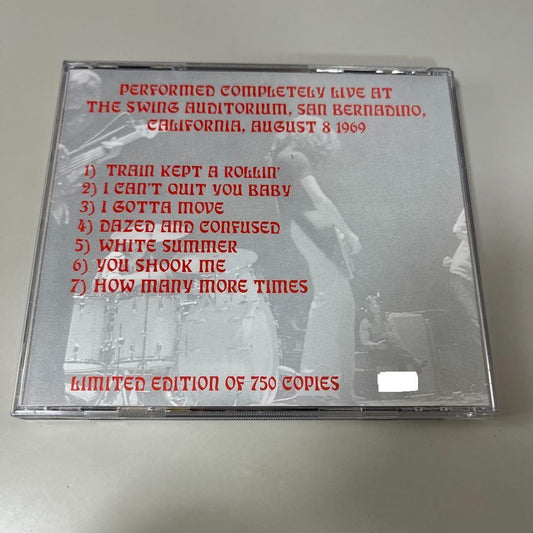 PERFORMED COMPLETELY LIVE AT
THE SWING AUDITORIUM, SAN BERNADINO,
CALIFORNIA, AUGUST 8 1969
1) TRAIN KEPT A ROLLIN'
2) I CAN'T QUIT YOU BABY
3) I GOTTA MOVE
4) DAZED AND CONFUSED
5) WHITE SUMMER
6) YOU SHOOK ME
7) HOW MANY MORE TIMES
LIMITED EDITION OF 750 COPIES